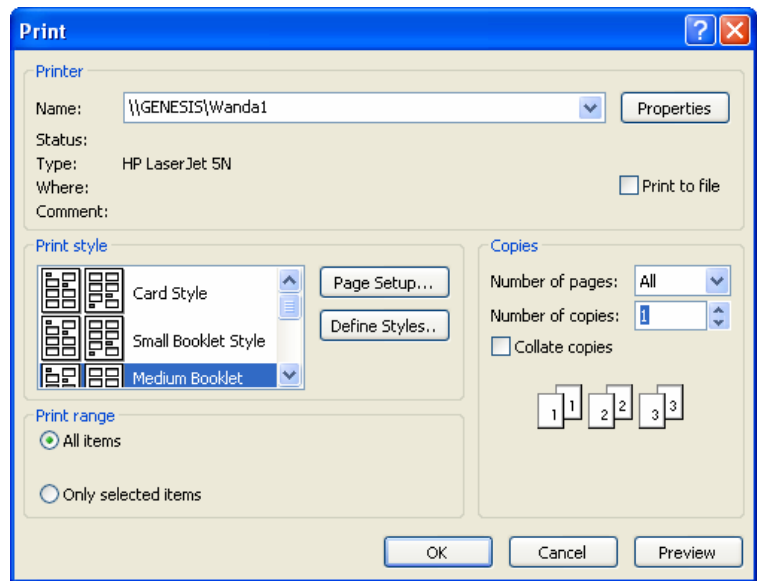 Print
Printer
Name: \\GENESIS\Wanda1 Properties
Status:
Type: HP LaserJet 5N
Where: Print to file
Comment:
Print style
Card Style
Small Booklet Style
Medium Booklet
Page Setup...
Define Styles..
Print range
All items
Only selected items
Copies
Number of pages: All
Number of copies: 1
Collate copies
1 1 2 2 3 3
OK Cancel Preview